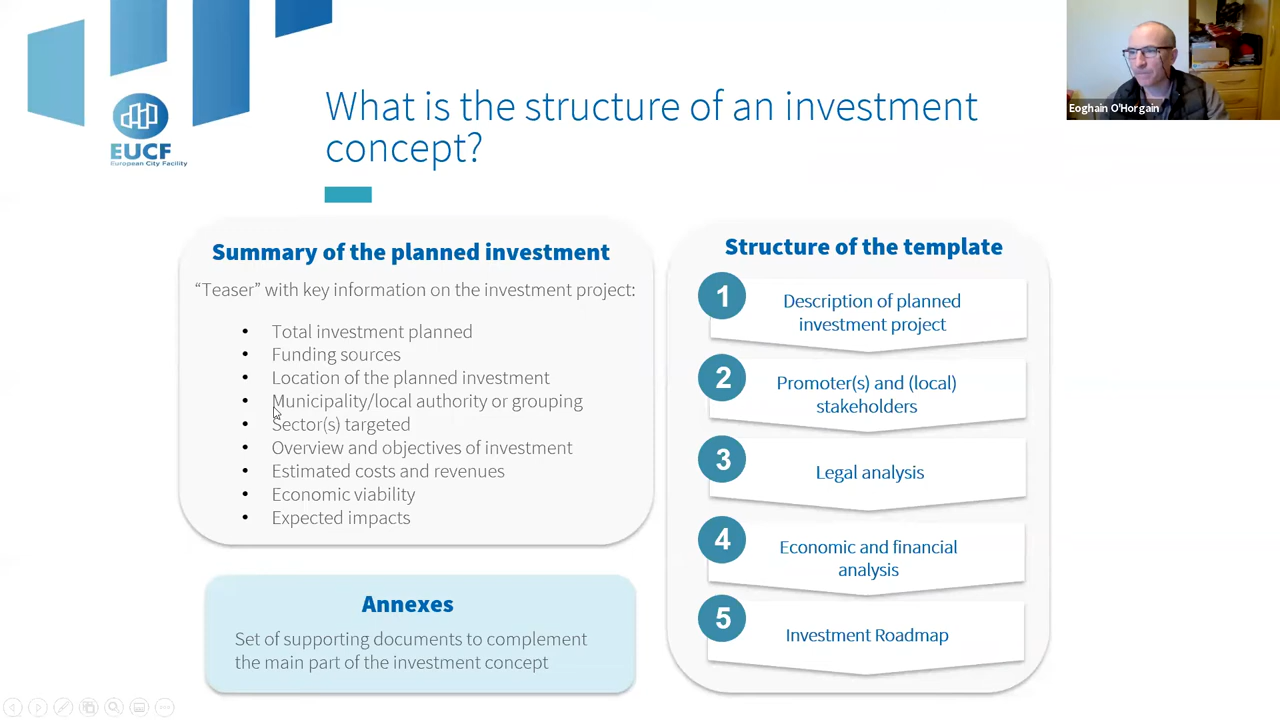 What is the structure of an investment
concept?
EUCF
European City Facility
Eoghain O'Horgain
Summary of the planned investment
“Teaser” with key information on the investment project:
• Total investment planned
• Funding sources
• Location of the planned investment
• Municipality/local authority or grouping
• Sector(s) targeted
• Overview and objectives of investment
• Estimated costs and revenues
• Economic viability
• Expected impacts
Annexes
Set of supporting documents to complement
the main part of the investment concept
Structure of the template
1
Description of planned
investment project
2
Promoter(s) and (local)
stakeholders
3
Legal analysis
4
Economic and financial
analysis
5
Investment Roadmap